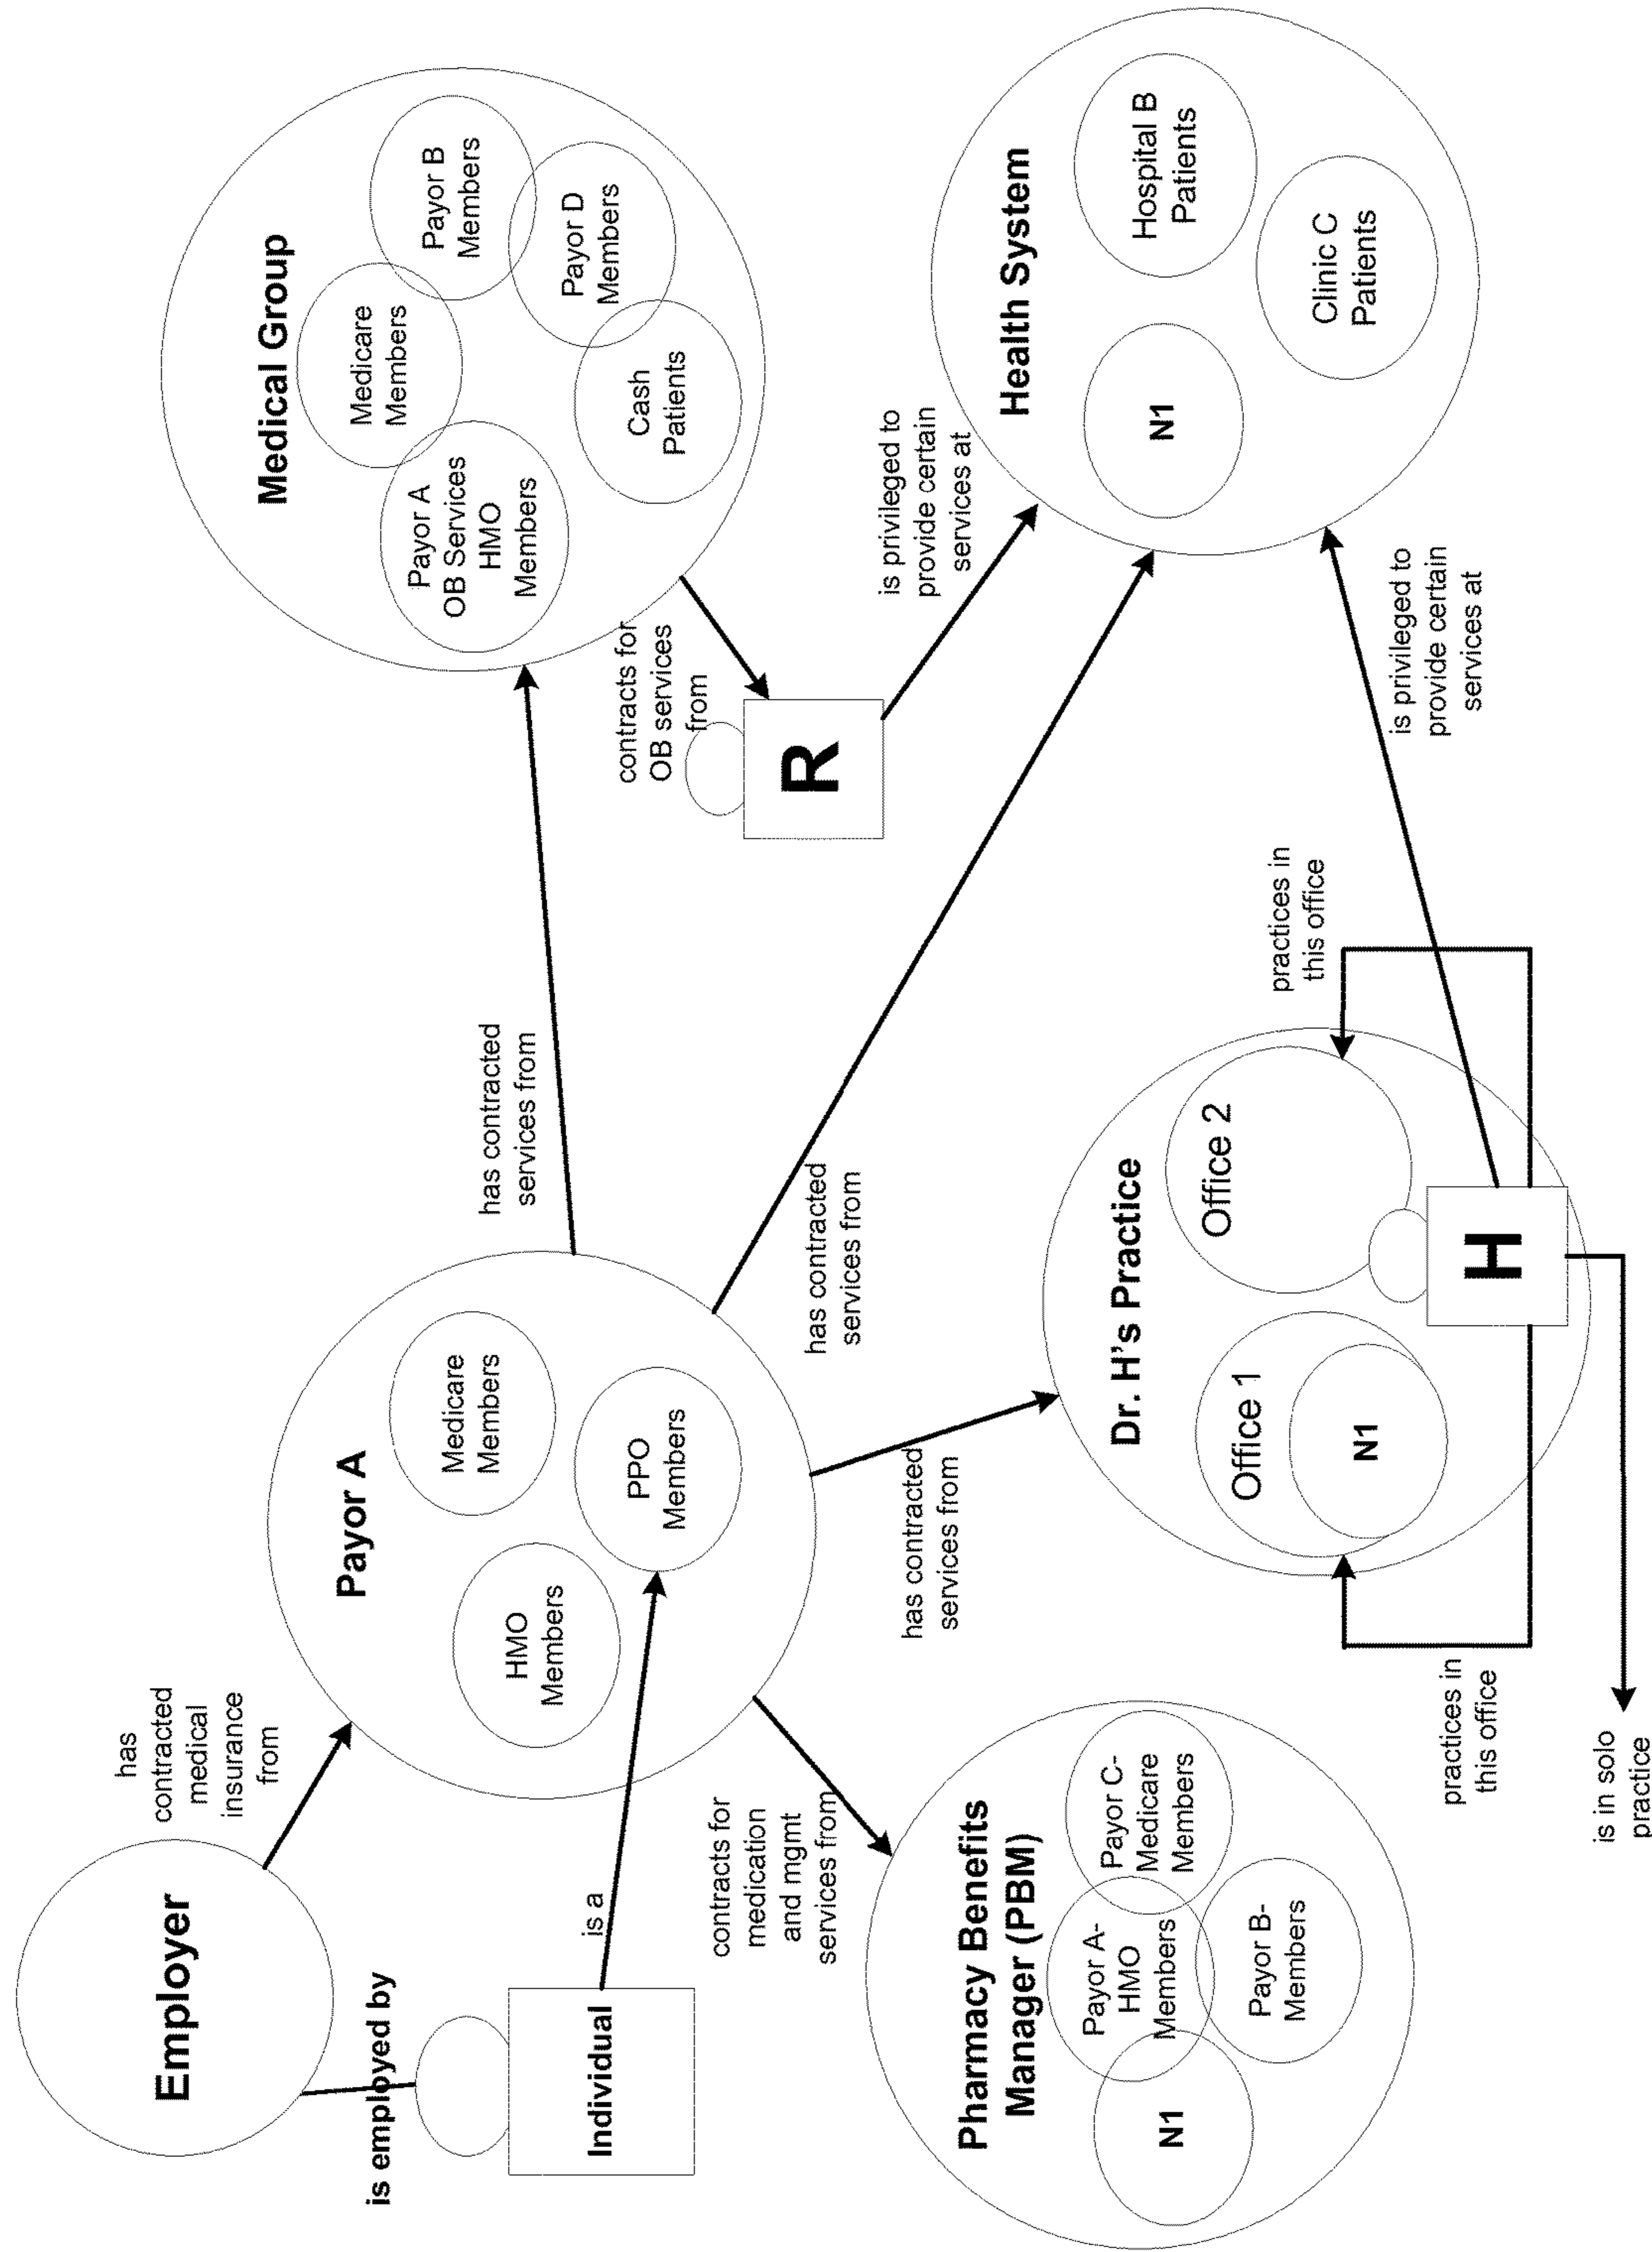 Employer
is employed by
Individual
has
contracted
medical
insurance
from
is a
Payor A
HMO
Members
Medicare
Members
PPO
Members
has contracted
services from
Medical Group
Payor A
OB Services
HMO
Members
Medicare
Members
Payor B
Members
Payor D
Members
Cash
Patients
contracts for
OB services
from
R
is privileged to
provide certain
services at
has contracted
services from
Health System
N1
Hospital B
Patients
Clinic C
Patients
contracts for
medication
and mgmt
services from
Pharmacy Benefits
Manager (PBM)
N1
Payor A-
HMO
Members
Payor C-
Medicare
Members
Payor B-
Members
has contracted
services from
Dr. H's Practice
Office 1
N1
Office 2
H
practices in
this office
practices in
this office
is in solo
practice
is privileged to
provide certain
services at